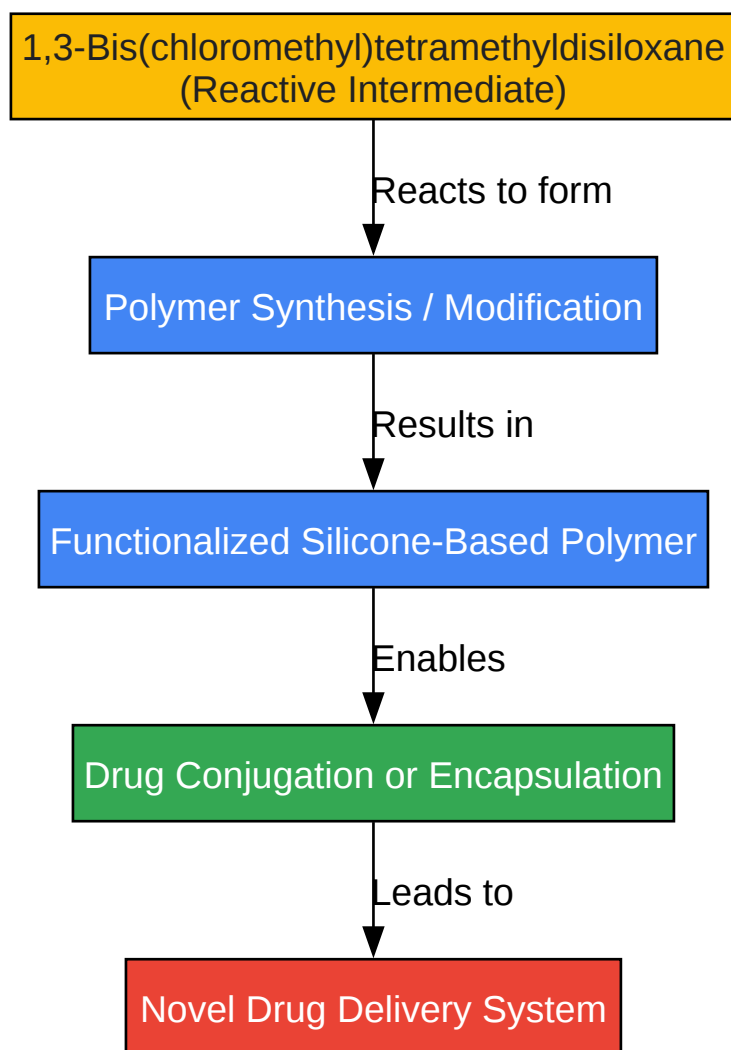 1,3-Bis(chloromethyl)tetramethyldisiloxane
(Reactive Intermediate)
Reacts to form
Polymer Synthesis / Modification
Results in
Functionalized Silicone-Based Polymer
Enables
Drug Conjugation or Encapsulation
Leads to
Novel Drug Delivery System